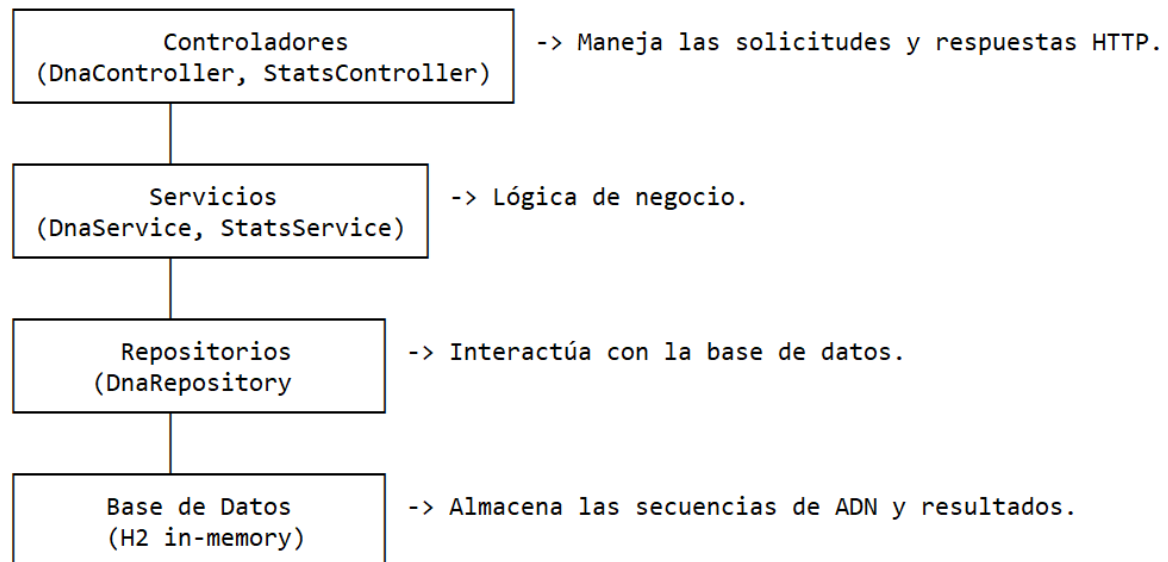 Controladores -> Maneja las solicitudes y respuestas HTTP.
(DnaController, StatsController)
Servicios -> Lógica de negocio.
(DnaService, StatsService)
Repositorios -> Interactúa con la base de datos.
(DnaRepository
Base de Datos -> Almacena las secuencias de ADN y resultados.
(H2 in-memory)